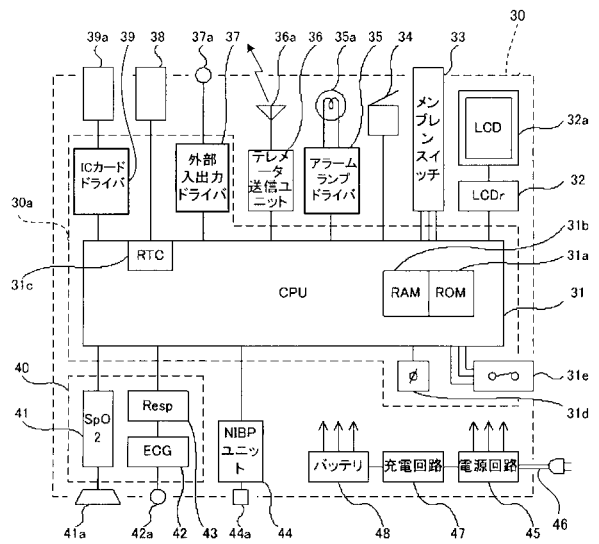 39a 39 38 37a 37 36a 36 35a 35 34 33 30
ICカード
ドライバ
外部
入出力
ドライバ
テレメ
ータ
送信ユ
ニット
アラーム
ランプ
ドライバ
メンブレンスイッチ
LCD
32a
LCDr
32
30a
31b
31a
31c
RTC
CPU
RAM
ROM
31
40
41
SpO
2
Resp
ECG
NIBP
ユニッ
ト
Ø
31e
31d
バッテリ
充電回路
電源回路
46
41a 42a 42 43 44a 44 48 47 45